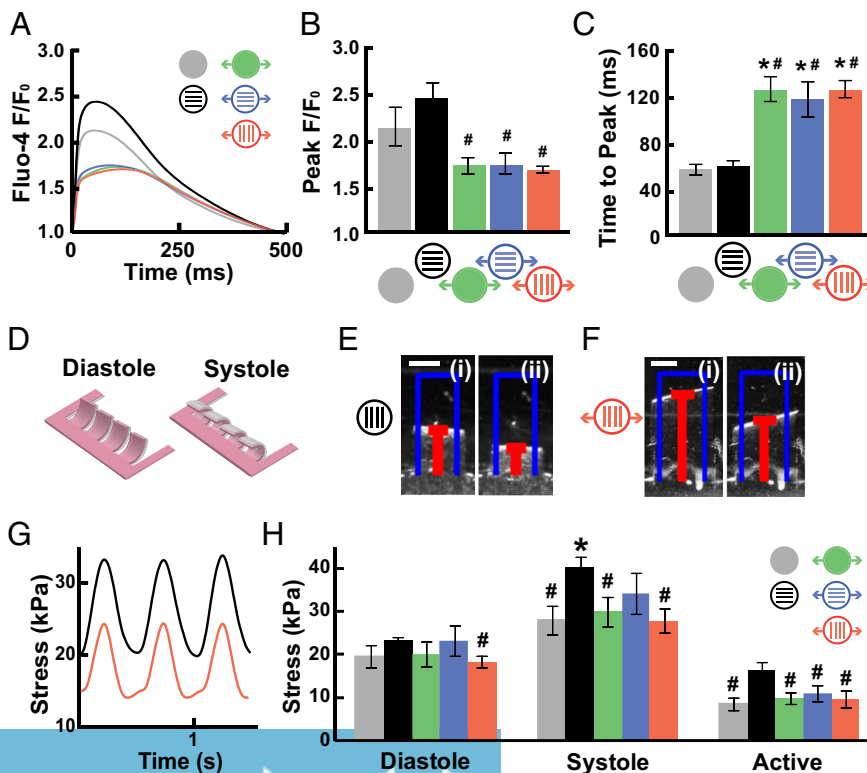 A
Fluo-4 F/F₀
3.0
2.5
2.0
1.5
1.0
0
250
500
Time (ms)
B
Peak F/F₀
3.0
2.5
2.0
1.5
1.0
# # #
C
Time to Peak (ms)
160
120
80
40
0
*# *# *#
D
Diastole
Systole
E
(i)
(ii)
F
(i)
(ii)
G
Stress (kPa)
30
20
10
1
Time (s)
H
Stress (kPa)
40
30
20
10
0
#
# * # #
# # # #
Diastole
Systole
Active